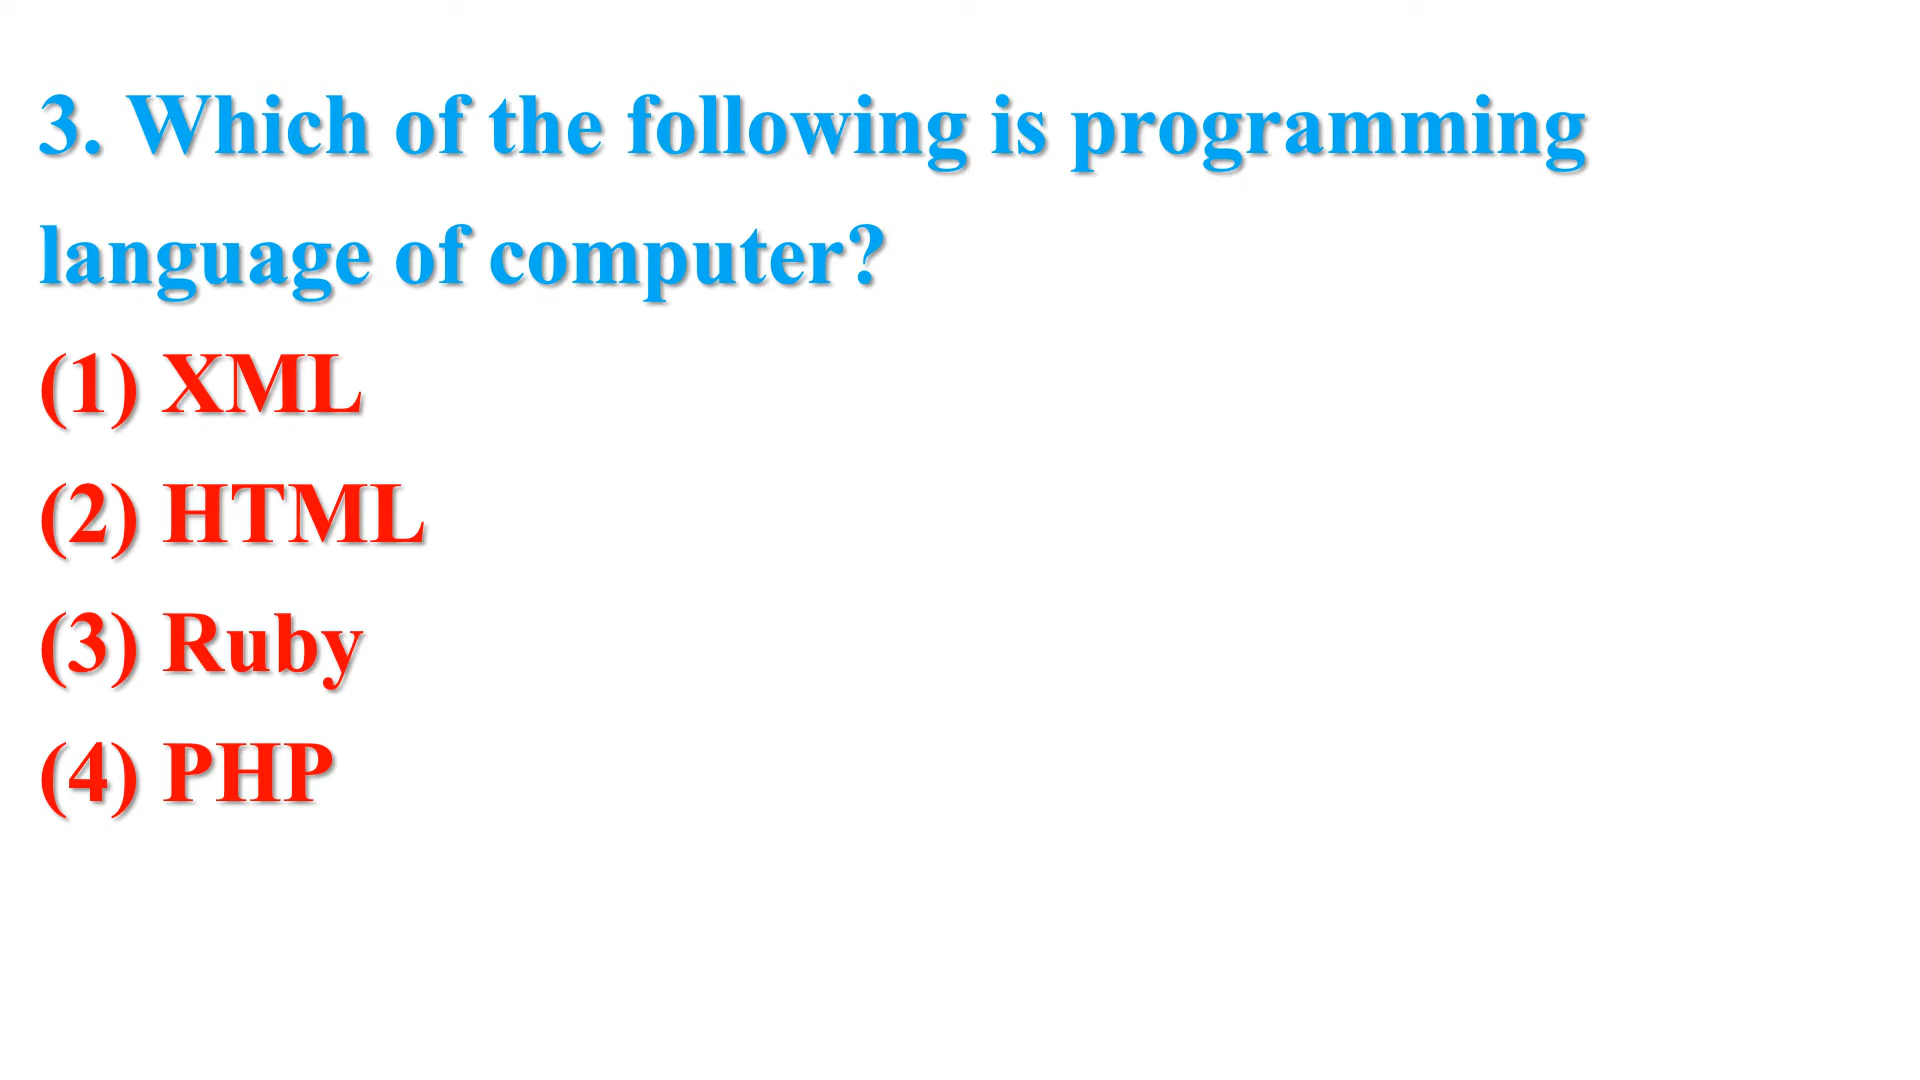 3. Which of the following is programming
language of computer?
(1) XML
(2) HTML
(3) Ruby
(4) PHP